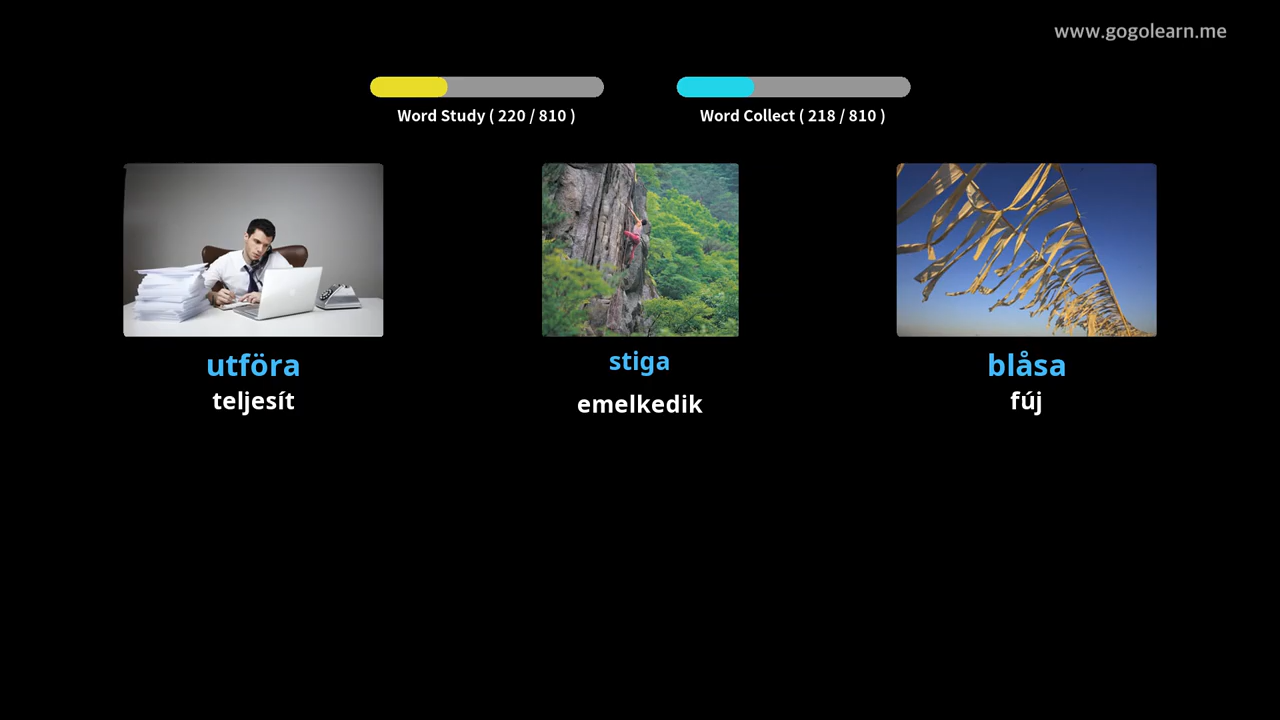 www.gogolearn.me
Word Study ( 220 / 810 )
Word Collect ( 218 / 810 )
utföra
teljesít
stiga
emelkedik
blåsa
fúj